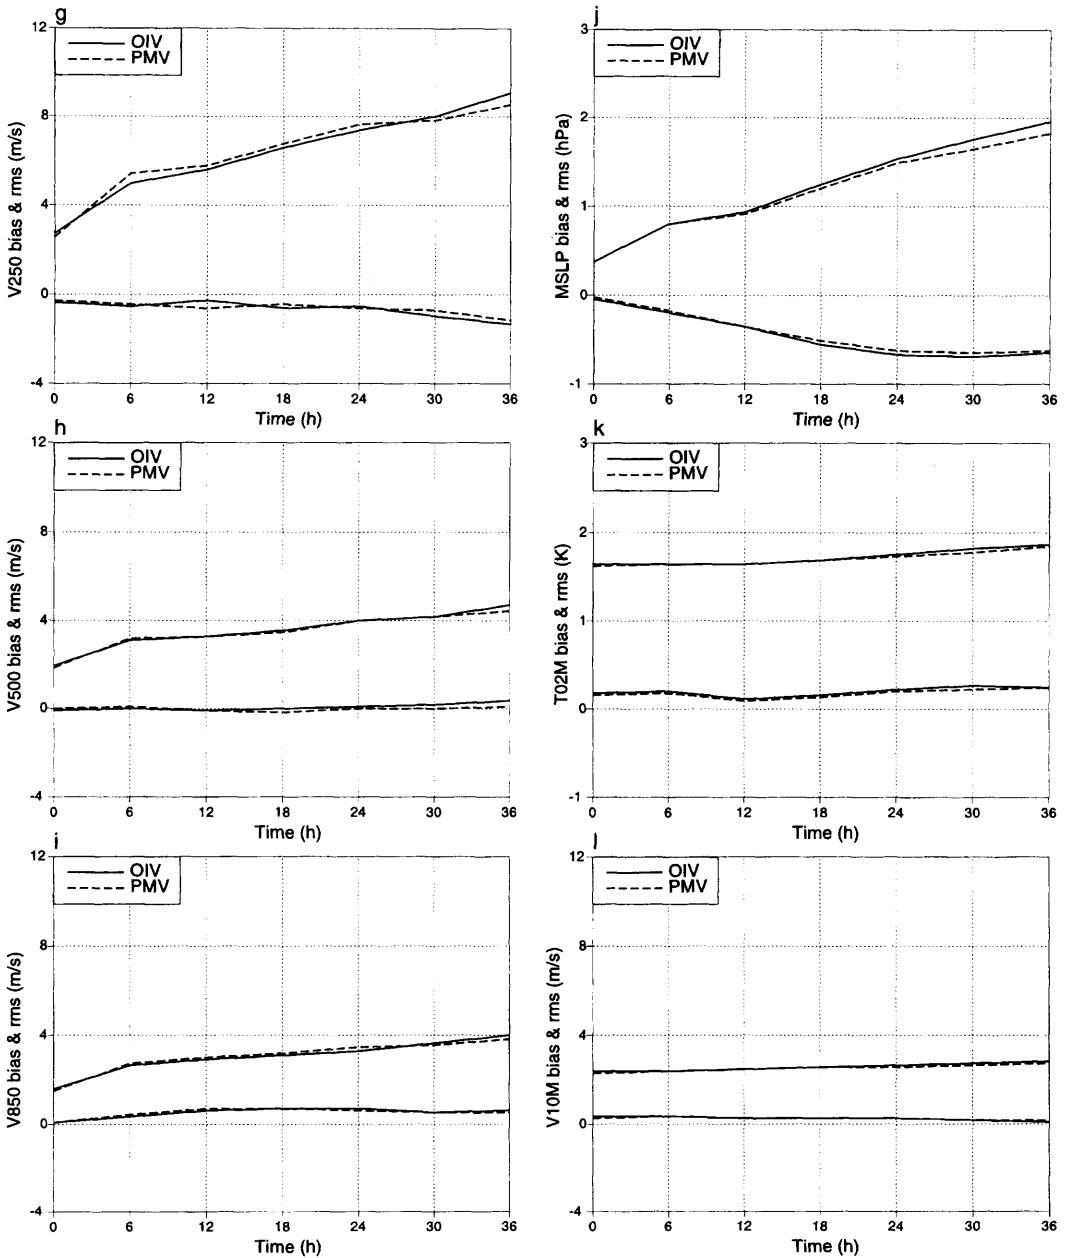 g
12
8
4
0
-4
V250 bias & rms (m/s)
OIV
PMV
0 6 12 18 24 30 36
Time (h)
j
3
2
1
0
-1
MSLP bias & rms (hPa)
OIV
PMV
0 6 12 18 24 30 36
Time (h)
h
12
8
4
0
-4
V500 bias & rms (m/s)
OIV
PMV
0 6 12 18 24 30 36
Time (h)
k
3
2
1
0
-1
T02M bias & rms (K)
OIV
PMV
0 6 12 18 24 30 36
Time (h)
i
12
8
4
0
-4
V850 bias & rms (m/s)
OIV
PMV
0 6 12 18 24 30 36
Time (h)
l
12
8
4
0
-4
V10M bias & rms (m/s)
OIV
PMV
0 6 12 18 24 30 36
Time (h)